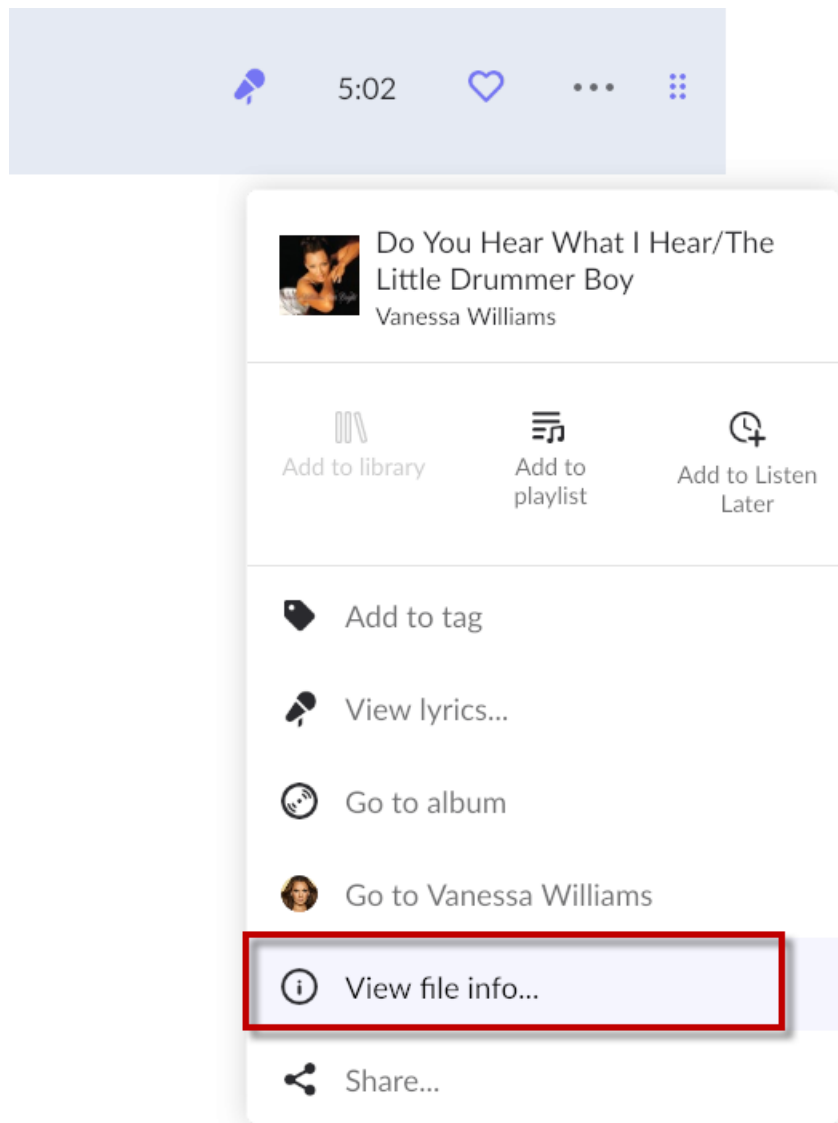 5:02
Do You Hear What I Hear/The
Little Drummer Boy
Vanessa Williams
Add to library
Add to
playlist
Add to Listen
Later
Add to tag
View lyrics...
Go to album
Go to Vanessa Williams
View file info...
Share...